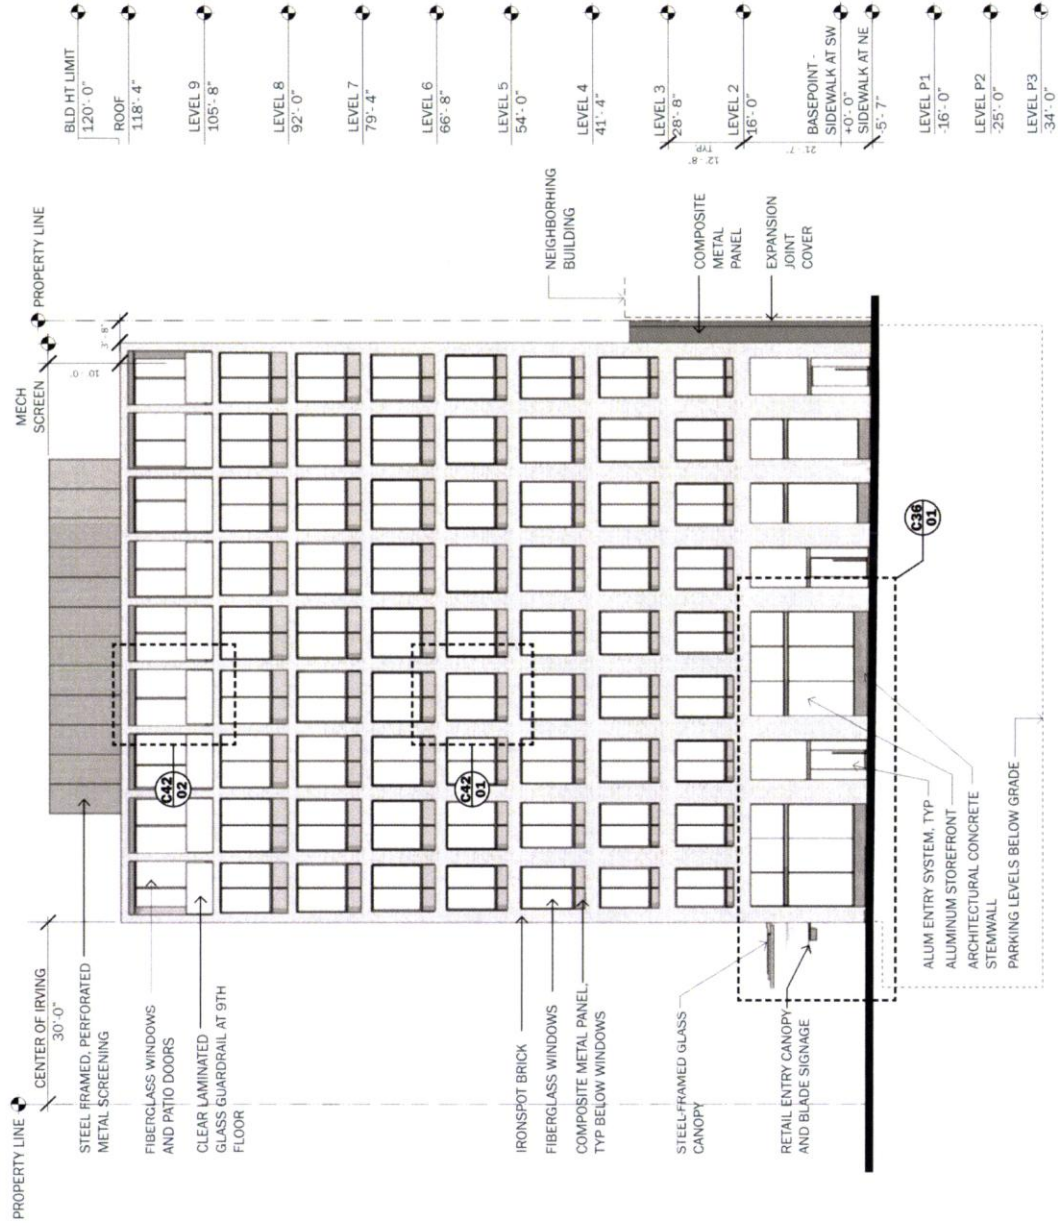 PROPERTY LINE
CENTER OF IRVING
30'-0"
MECH
SCREEN
PROPERTY LINE
3'- 8"
10'-0"
STEEL FRAMED, PERFORATED
METAL SCREENING
FIBERGLASS WINDOWS
AND PATIO DOORS
CLEAR LAMINATED
GLASS GUARDRAIL AT 9TH
FLOOR
IRONSPOT BRICK
FIBERGLASS WINDOWS
COMPOSITE METAL PANEL,
TYP BELOW WINDOWS
STEEL-FRAMED GLASS
CANOPY
RETAIL ENTRY CANOPY
AND BLADE SIGNAGE
C42
02
C42
01
C36
01
ALUM ENTRY SYSTEM, TYP
ALUMINUM STOREFRONT
ARCHITECTURAL CONCRETE
STEMWALL
PARKING LEVELS BELOW GRADE
NEIGHBORHING
BUILDING
COMPOSITE
METAL
PANEL
EXPANSION
JOINT
COVER
12'-8"
TYP.
21'-7"
BLD HT LIMIT
120'- 0"
ROOF
118'- 4"
LEVEL 9
105'- 8"
LEVEL 8
92'- 0"
LEVEL 7
79'- 4"
LEVEL 6
66'- 8"
LEVEL 5
54'- 0"
LEVEL 4
41'- 4"
LEVEL 3
28'- 8"
LEVEL 2
16'- 0"
BASEPOINT -
SIDEWALK AT SW
+0'- 0"
SIDEWALK AT NE
-5'- 7"
LEVEL P1
-16'- 0"
LEVEL P2
-25'- 0"
LEVEL P3
-34'- 0"